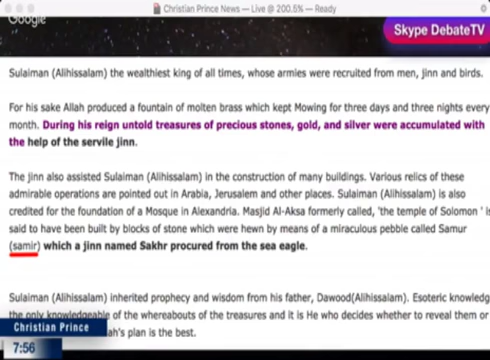 Christian Prince News — Live @ 200.5% — Ready
Google
Skype DebateTV
Sulaiman (Alihissalam) the wealthiest king of all times, whose armies were recruited from men, jinn and birds.
For his sake Allah produced a fountain of molten brass which kept Mowing for three days and three nights every
month. During his reign untold treasures of precious stones, gold, and silver were accumulated with
the help of the servile jinn.
The jinn also assisted Sulaiman (Alihissalam) in the construction of many buildings. Various relics of these
admirable operations are pointed out in Arabia, Jerusalem and other places. Sulaiman (Alihissalam) is also
credited for the foundation of a Mosque in Alexandria. Masjid Al-Aksa formerly called, 'the temple of Solomon ' is
said to have been built by blocks of stone which were hewn by means of a miraculous pebble called Samur
(samir) which a jinn named Sakhr procured from the sea eagle.
Sulaiman (Alihissalam) inherited prophecy and wisdom from his father, Dawood(Alihissalam). Esoteric knowledg
the only knowledgeable of the whereabouts of the treasures and it is He who decides whether to reveal them or
Christian Prince
ah's plan is the best.
7:56